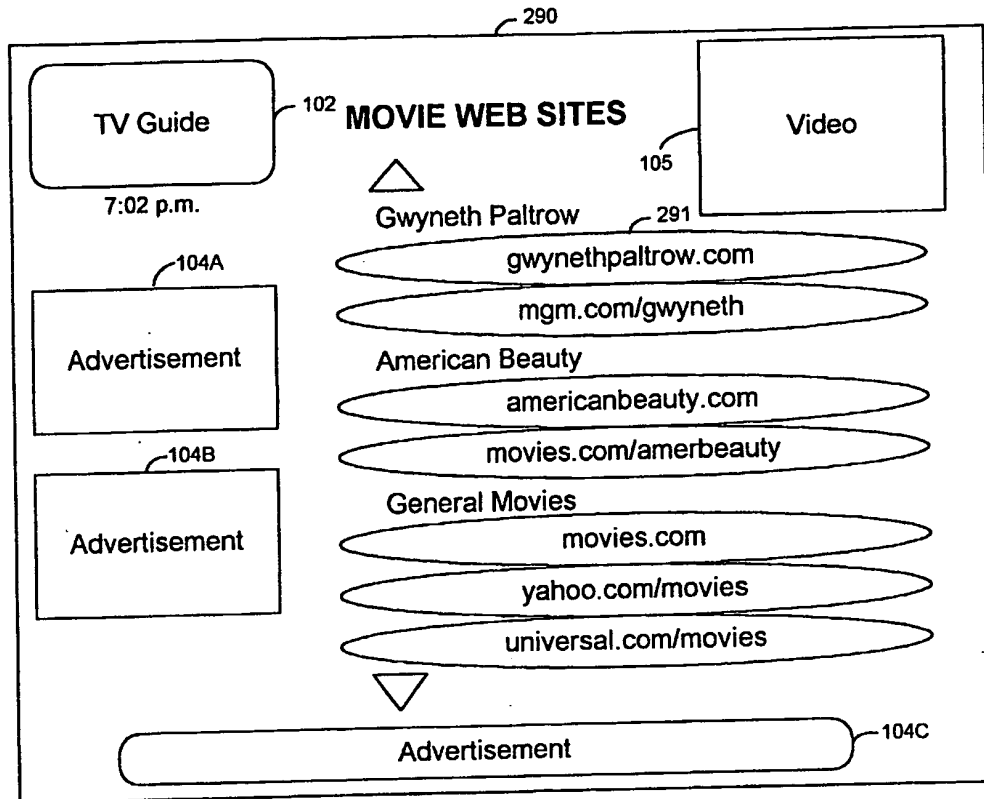 290
TV Guide
102
MOVIE WEB SITES
Video
105
7:02 p.m.
Gwyneth Paltrow
291
gwynethpaltrow.com
mgm.com/gwyneth
104A
Advertisement
American Beauty
americanbeauty.com
movies.com/amerbeauty
104B
Advertisement
General Movies
movies.com
yahoo.com/movies
universal.com/movies
Advertisement
104C